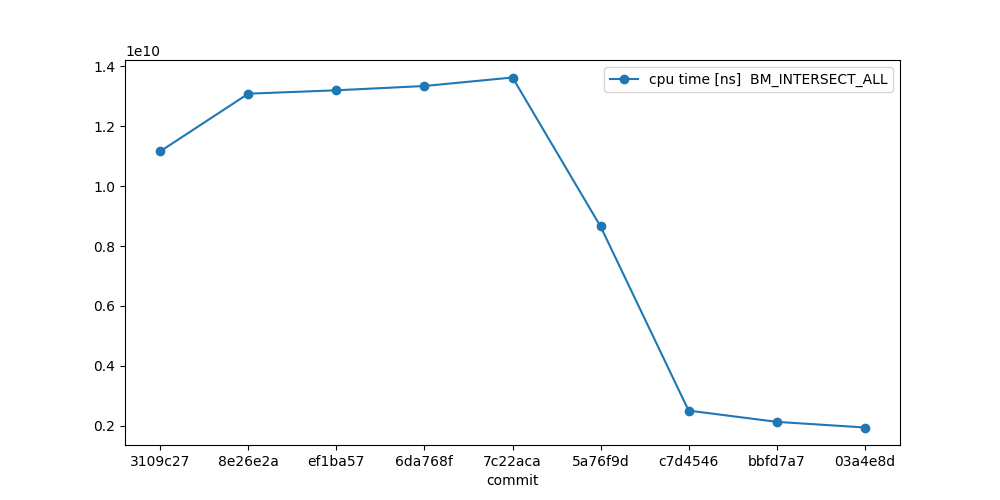 1e10
1.4
1.2
1.0
0.8
0.6
0.4
0.2
cpu time [ns]  BM_INTERSECT_ALL
3109c27 8e26e2a ef1ba57 6da768f 7c22aca 5a76f9d c7d4546 bbfd7a7 03a4e8d
commit